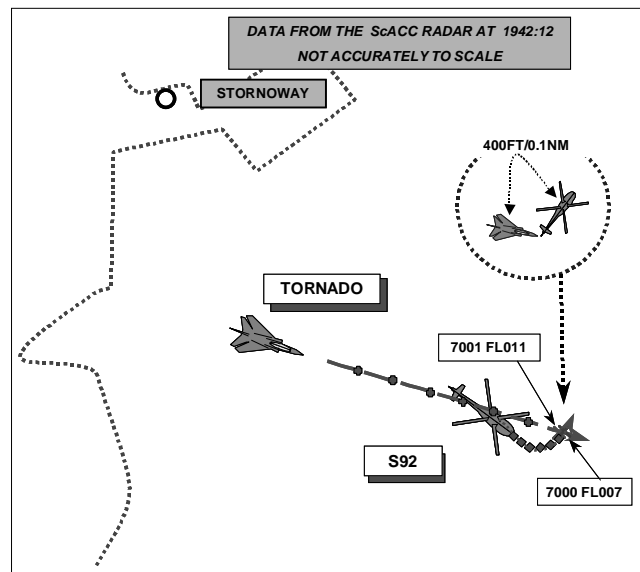 DATA FROM THE ScACC RADAR AT 1942:12
NOT ACCURATELY TO SCALE
STORNOWAY
400FT/0.1NM
TORNADO
7001 FL011
S92
7000 FL007